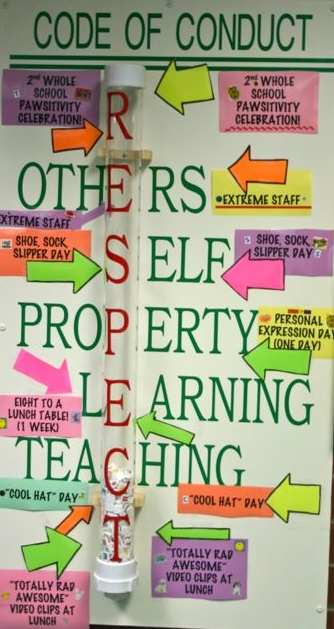 CODE OF CONDUCT
2nd WHOLE
SCHOOL
PAWSITIVITY
CELEBRATION!
2nd WHOLE
SCHOOL
PAWSITIVITY
CELEBRATION!
RESPECT
OTHERS
EXTREME STAFF
EXTREME STAFF
SHOE, SOCK,
SLIPPER DAY
SELF
SHOE, SOCK,
SLIPPER DAY
PROPERTY
PERSONAL
EXPRESSION DAY
(ONE DAY)
LEARNING
EIGHT TO A
LUNCH TABLE!
(1 WEEK)
TEACHING
"COOL HAT" DAY
"COOL HAT" DAY
"TOTALLY RAD
AWESOME"
VIDEO CLIPS AT
LUNCH
"TOTALLY RAD
AWESOME"
VIDEO CLIPS AT
LUNCH